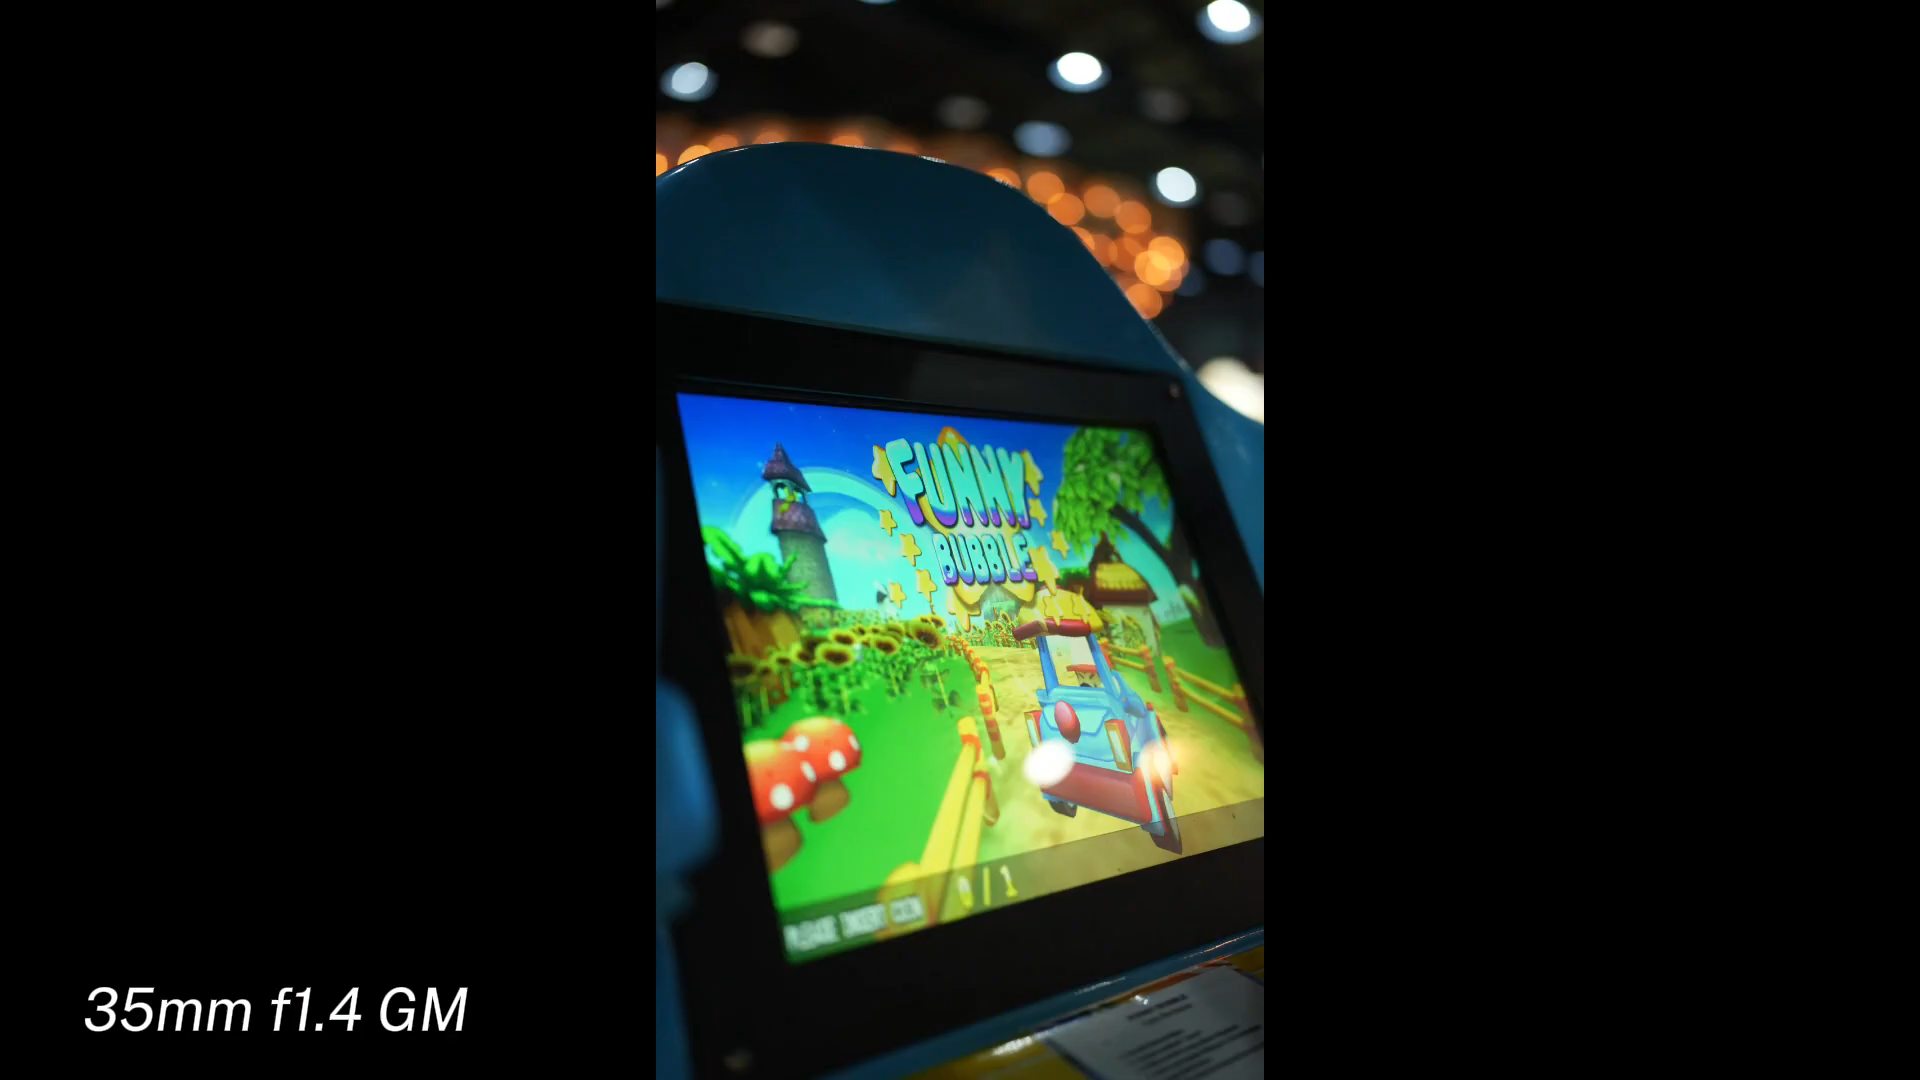 FUNNY
BUBBLE
0/1
PLEASE INSERT COIN
35mm f1.4 GM